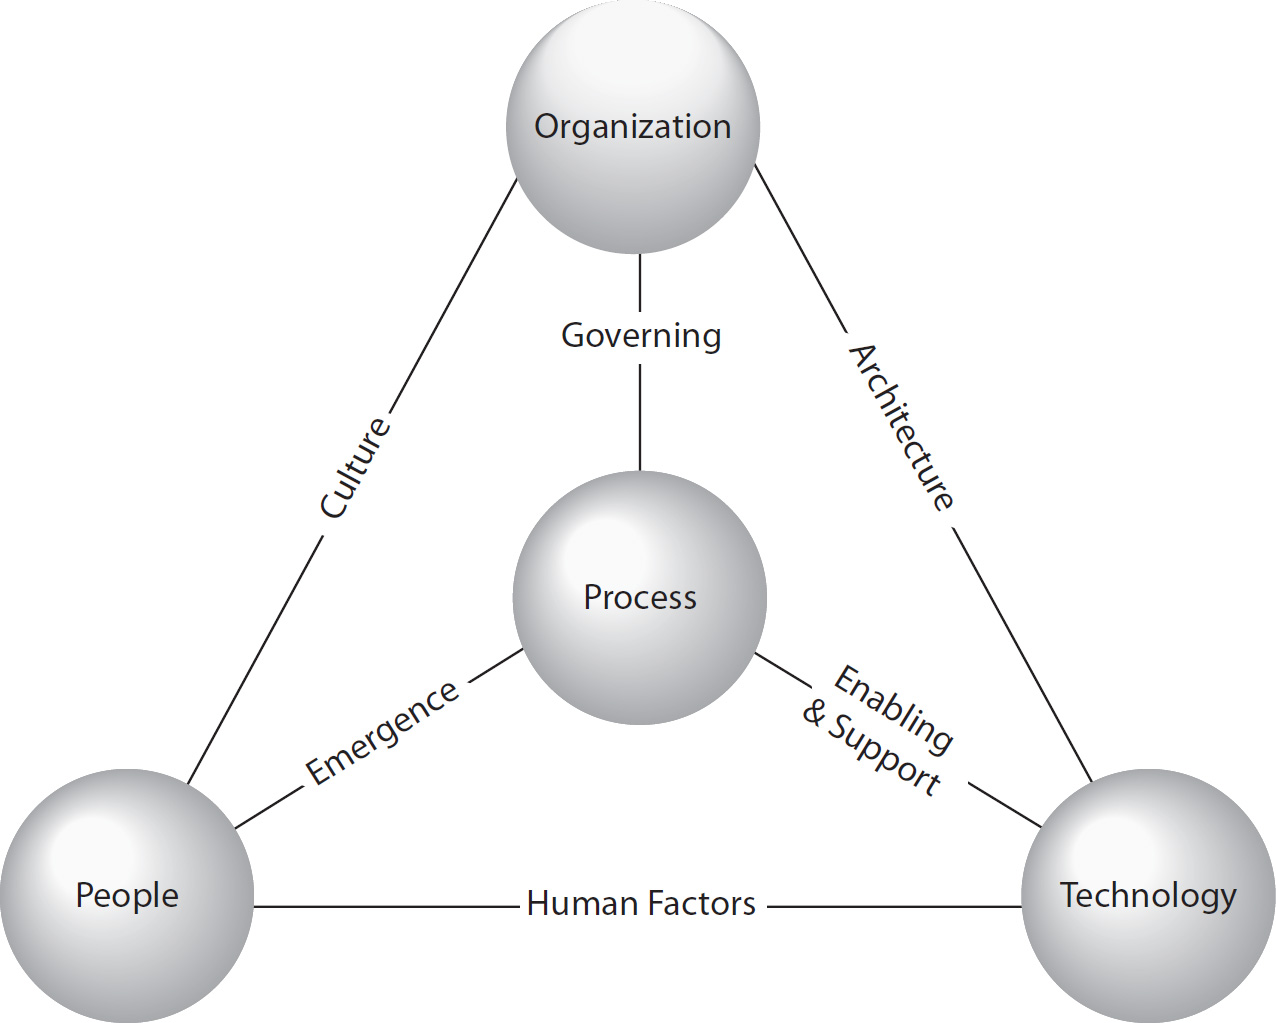 Organization
Governing
Architecture
Culture
Process
Enabling
& Support
Emergence
People
Human Factors
Technology